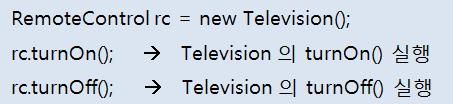 RemoteControl rc = new Television();
rc.turnOn(); → Television 의 turnOn() 실행
rc.turnOff(); → Television 의 turnOff() 실행